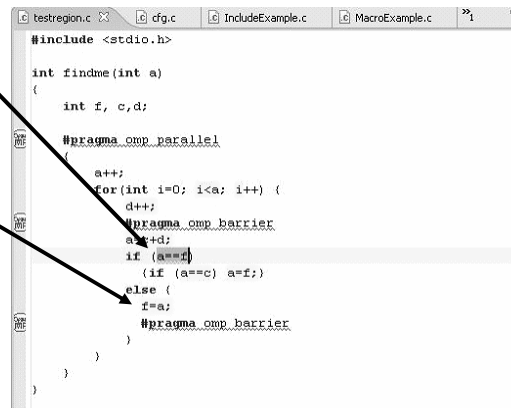 testregion.c cfg.c IncludeExample.c MacroExample.c »1
#include <stdio.h>
int findme(int a)
{
int f, c,d;
#pragma omp parallel
{
a++;
for(int i=0; i<a; i++) {
d++;
#pragma omp barrier
a=c+d;
if (a==f)
{if (a==c) a=f;}
else {
f=a;
#pragma omp barrier
}
}
}
}